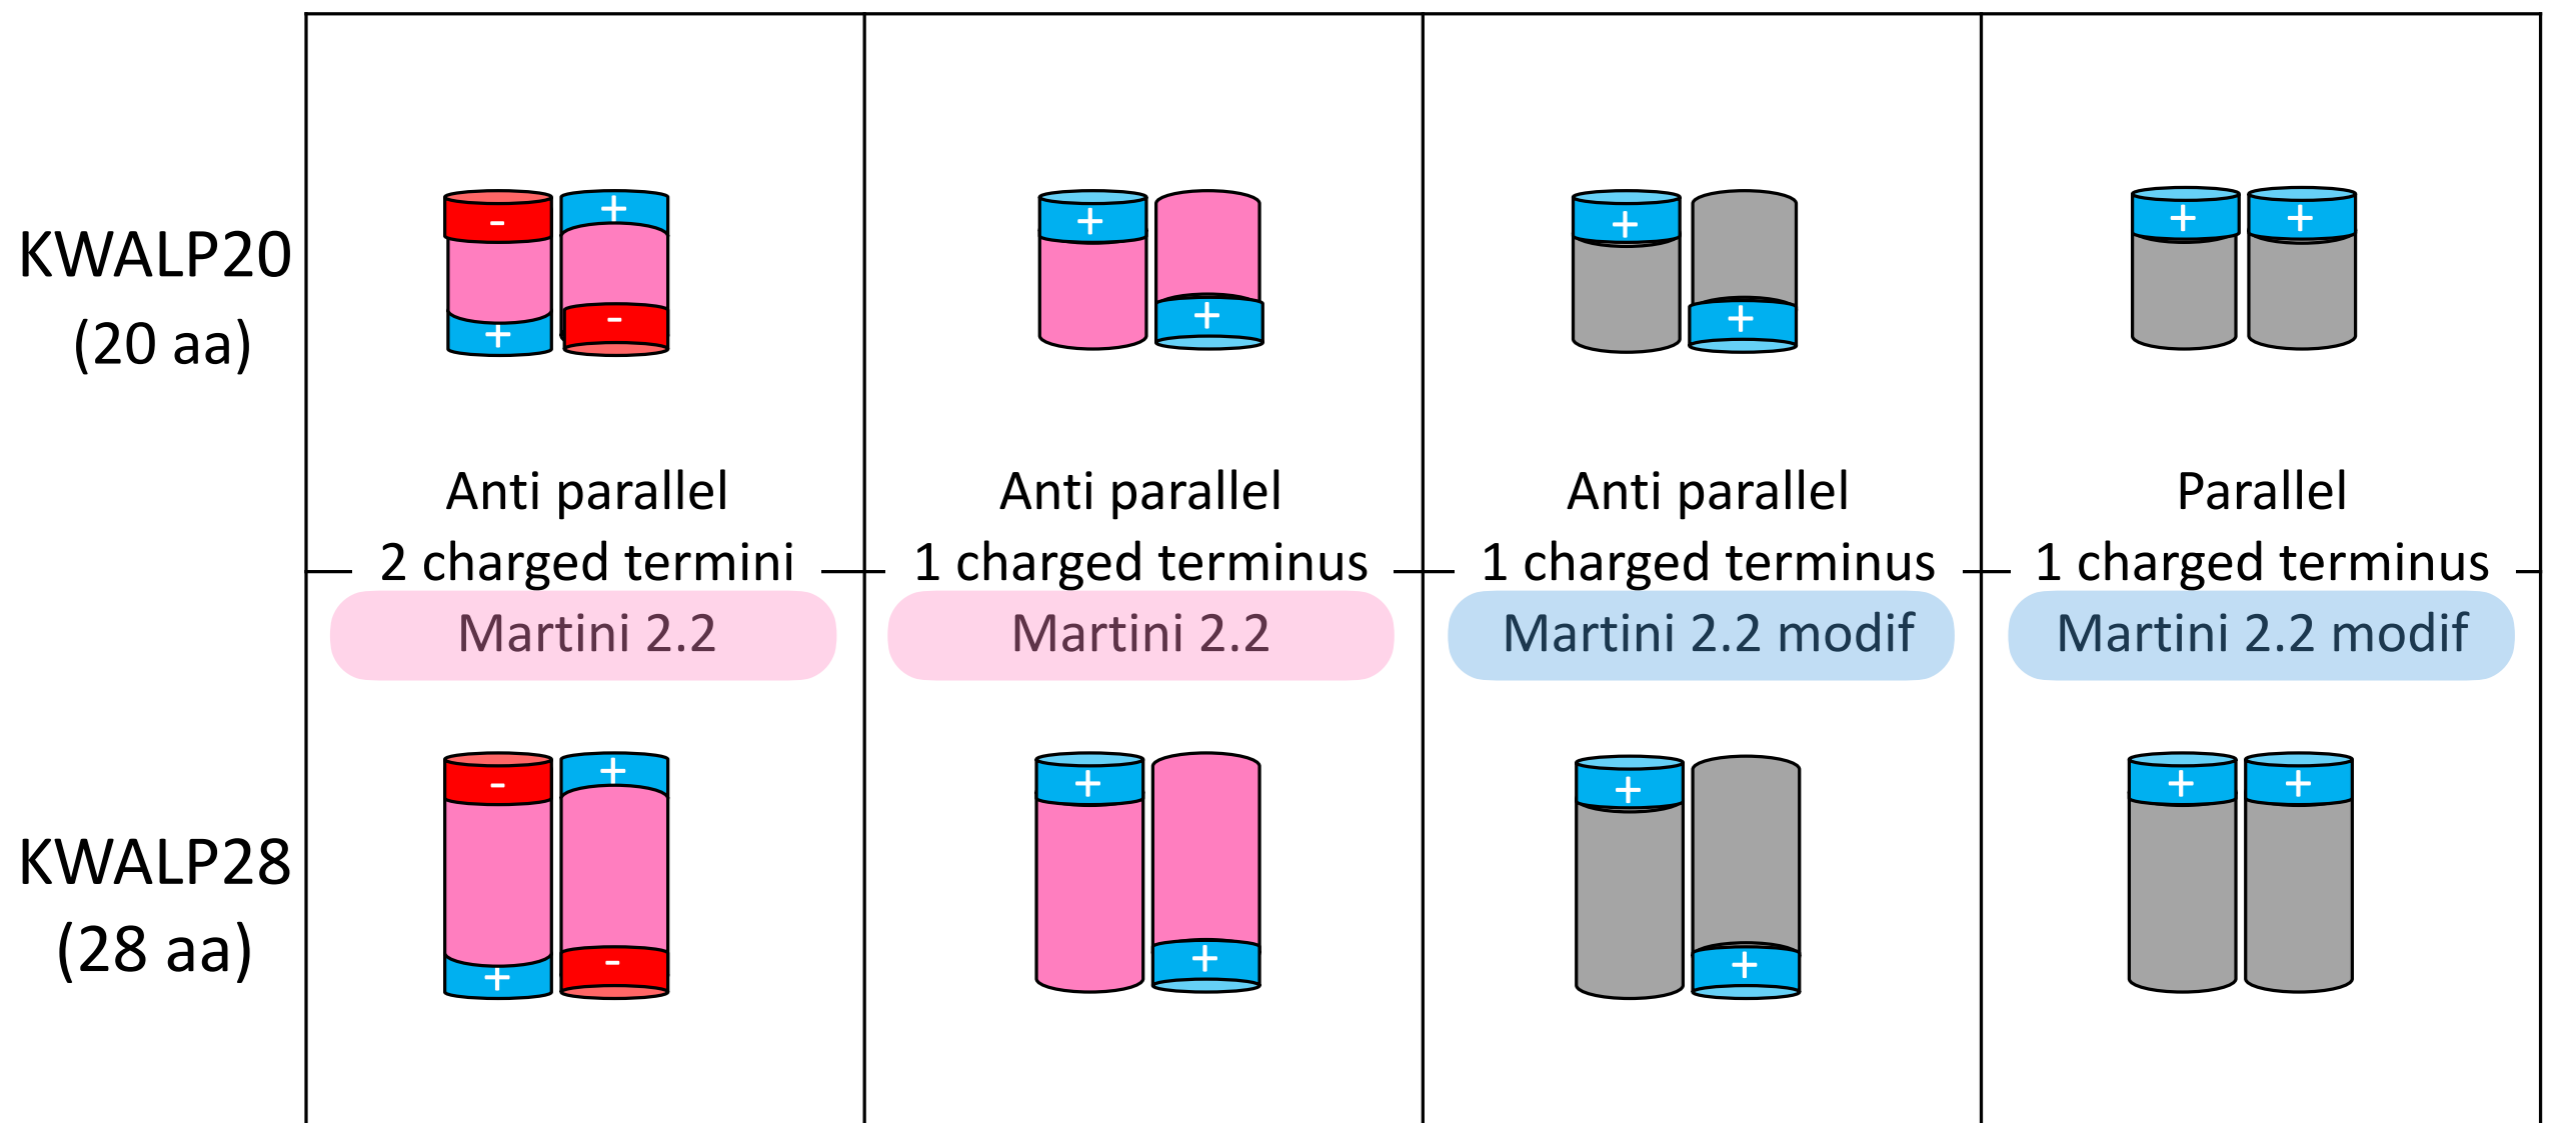 KWALP20
(20 aa)
- +
+ -
+
+
+
+
+ +
Anti parallel
2 charged termini
Martini 2.2
Anti parallel
1 charged terminus
Martini 2.2
Anti parallel
1 charged terminus
Martini 2.2 modif
Parallel
1 charged terminus
Martini 2.2 modif
KWALP28
(28 aa)
- +
+ -
+
+
+
+
+ +